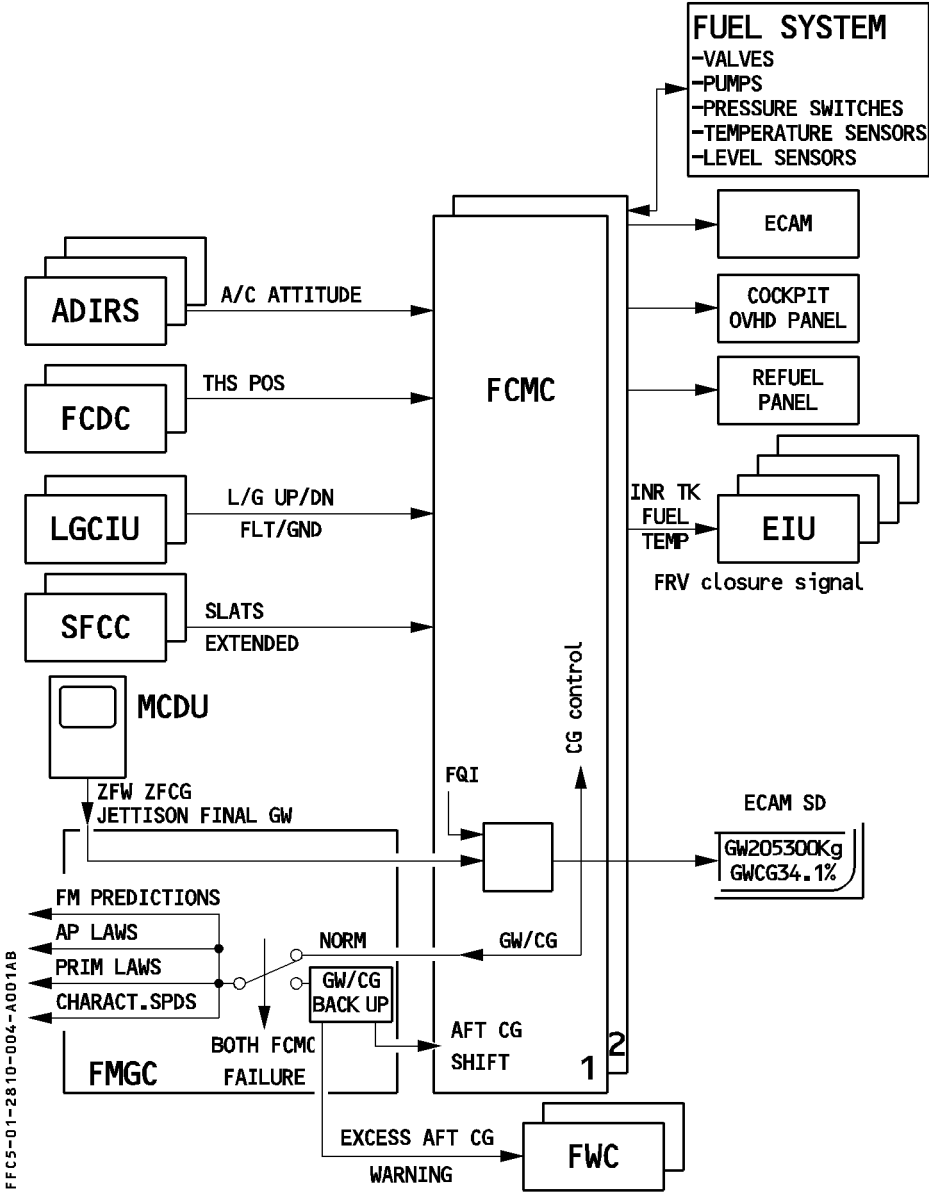 FUEL SYSTEM
-VALVES
-PUMPS
-PRESSURE SWITCHES
-TEMPERATURE SENSORS
-LEVEL SENSORS
ECAM
COCKPIT
OVHD PANEL
REFUEL
PANEL
ADIRS
A/C ATTITUDE
FCDC
THS POS
LGCIU
L/G UP/DN
FLT/GND
SFCC
SLATS
EXTENDED
FCMC
INR TK
FUEL
TEMP
EIU
FRV closure signal
MCDU
ZFW ZFCG
JETTISON FINAL GW
FQI
CG control
ECAM SD
GW205300Kg
GWCG34.1%
FM PREDICTIONS
AP LAWS
PRIM LAWS
CHARACT.SPDS
NORM
GW/CG
GW/CG
BACK UP
BOTH FCMC
FAILURE
FMGC
AFT CG
SHIFT
1
2
EXCESS AFT CG
WARNING
FWC
FFC5-01-2810-004-A001AB